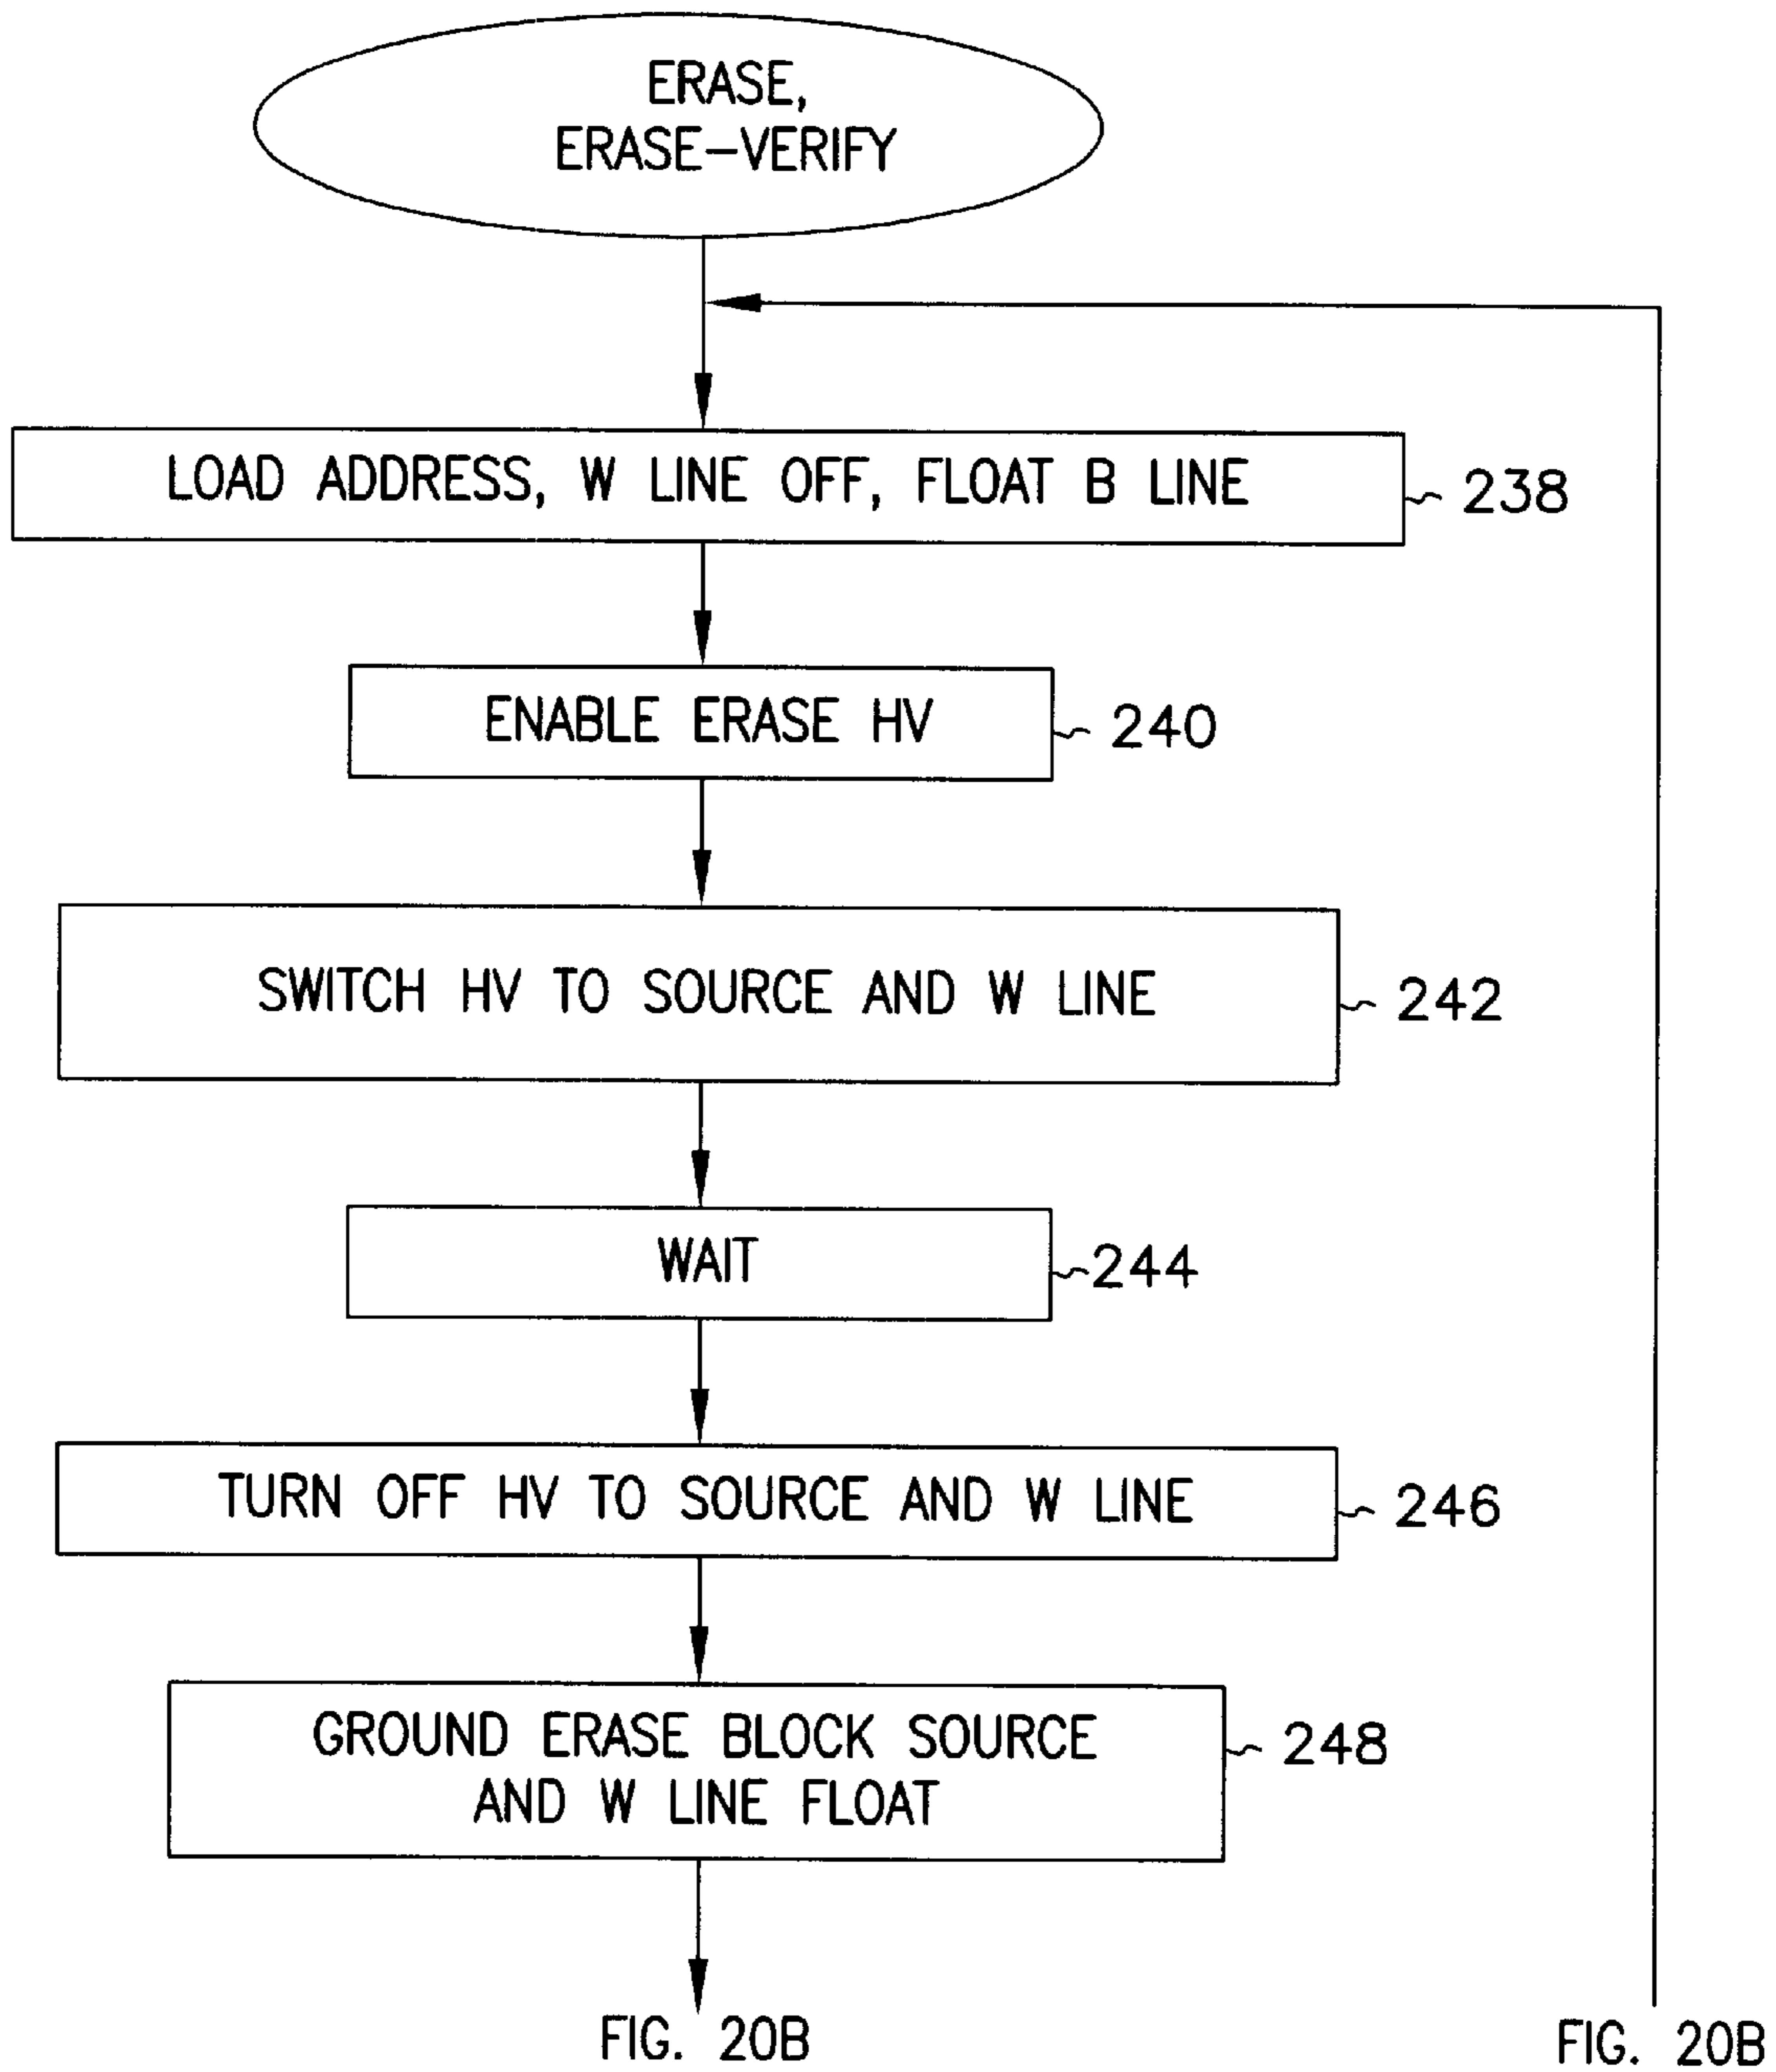 ERASE,
ERASE-VERIFY
LOAD ADDRESS, W LINE OFF, FLOAT B LINE
238
ENABLE ERASE HV
240
SWITCH HV TO SOURCE AND W LINE
242
WAIT
244
TURN OFF HV TO SOURCE AND W LINE
246
GROUND ERASE BLOCK SOURCE
AND W LINE FLOAT
248
FIG. 20B
FIG. 20B